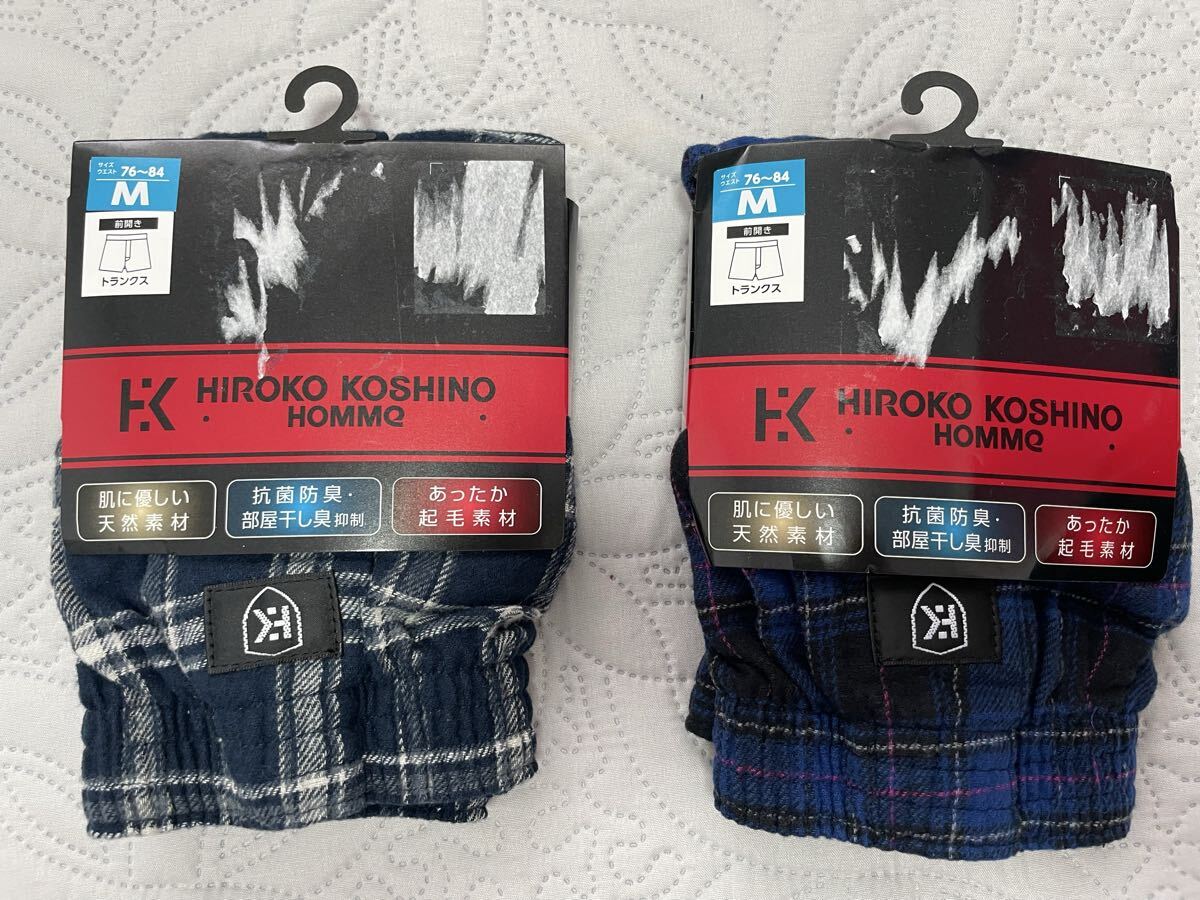 サイズ
ウエスト 76〜84
M
前開き
トランクス
HK HIROKO KOSHINO
HOMME
肌に優しい
天然素材
抗菌防臭・
部屋干し臭抑制
あったか
起毛素材
HK
サイズ
ウエスト 76〜84
M
前開き
トランクス
HK HIROKO KOSHINO
HOMME
肌に優しい
天然素材
抗菌防臭・
部屋干し臭抑制
あったか
起毛素材
HK